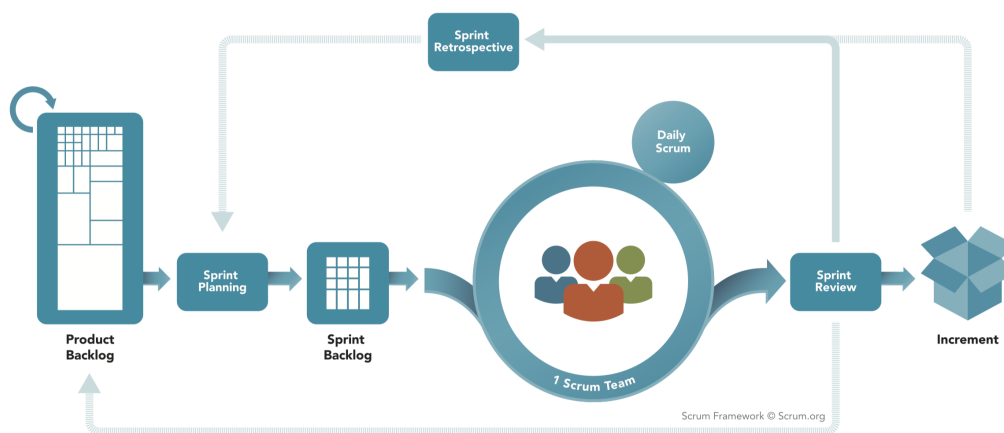 Sprint
Retrospective
Daily
Scrum
Sprint
Planning
Sprint
Review
Product
Backlog
Sprint
Backlog
Increment
1 Scrum Team
Scrum Framework © Scrum.org